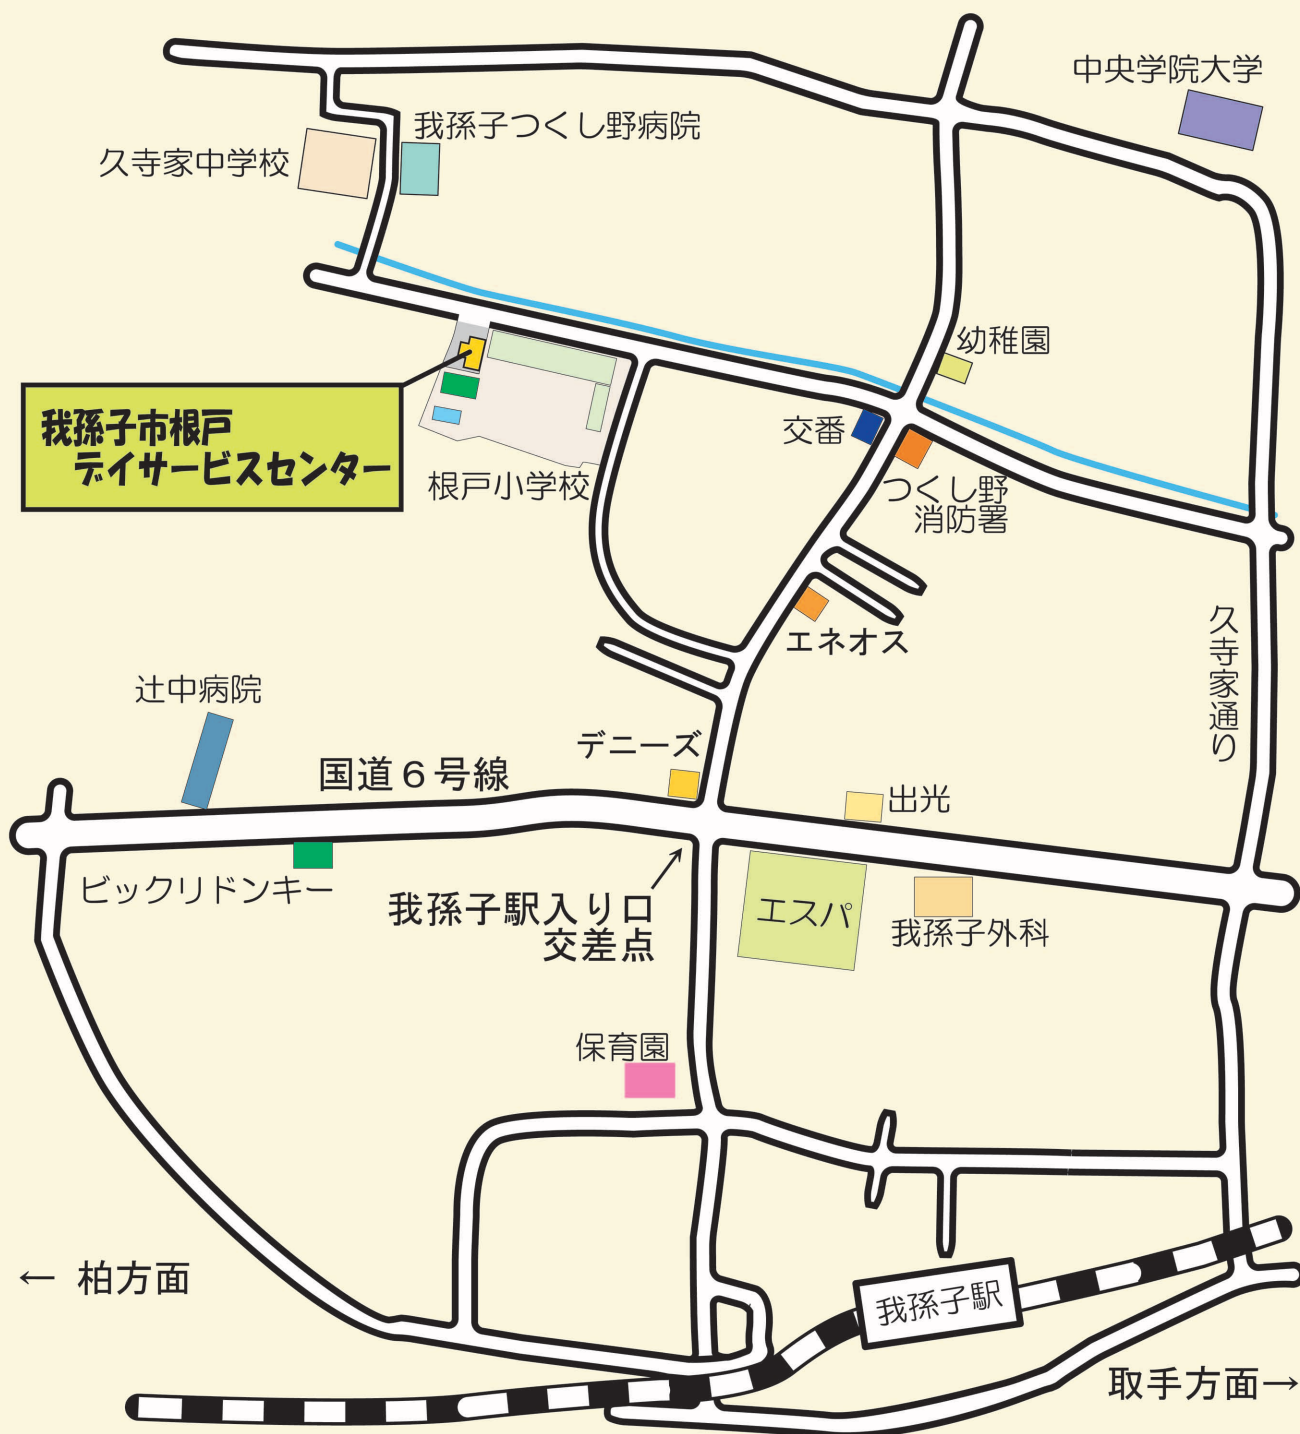 中央学院大学
我孫子つくし野病院
久寺家中学校
幼稚園
交番
我孫子市根戸
デイサービスセンター
根戸小学校
つくし野
消防署
エネオス
久寺家通り
辻中病院
デニーズ
国道６号線
出光
ビックリドンキー
我孫子駅入り口
交差点
エスパ
我孫子外科
保育園
← 柏方面
我孫子駅
取手方面→